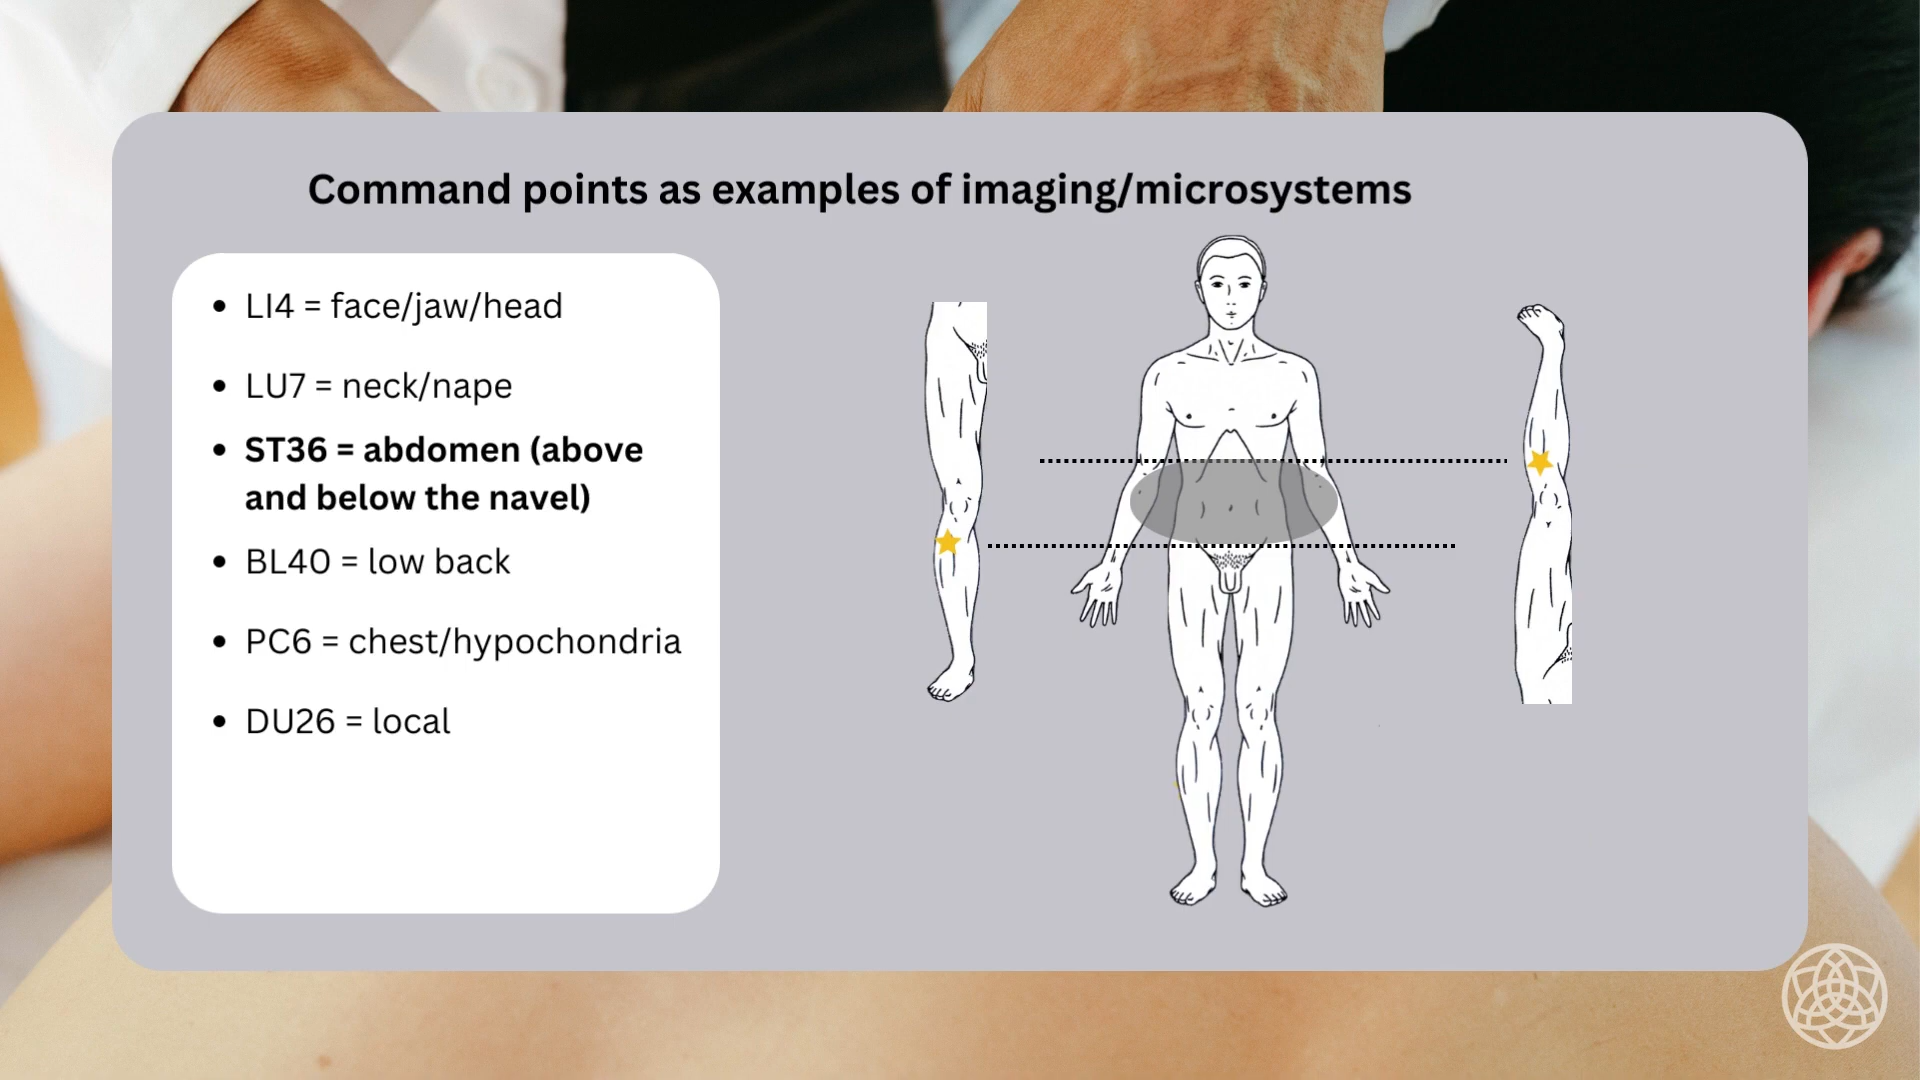 Command points as examples of imaging/microsystems
• LI4 = face/jaw/head
• LU7 = neck/nape
• ST36 = abdomen (above
and below the navel)
• BL40 = low back
• PC6 = chest/hypochondria
• DU26 = local